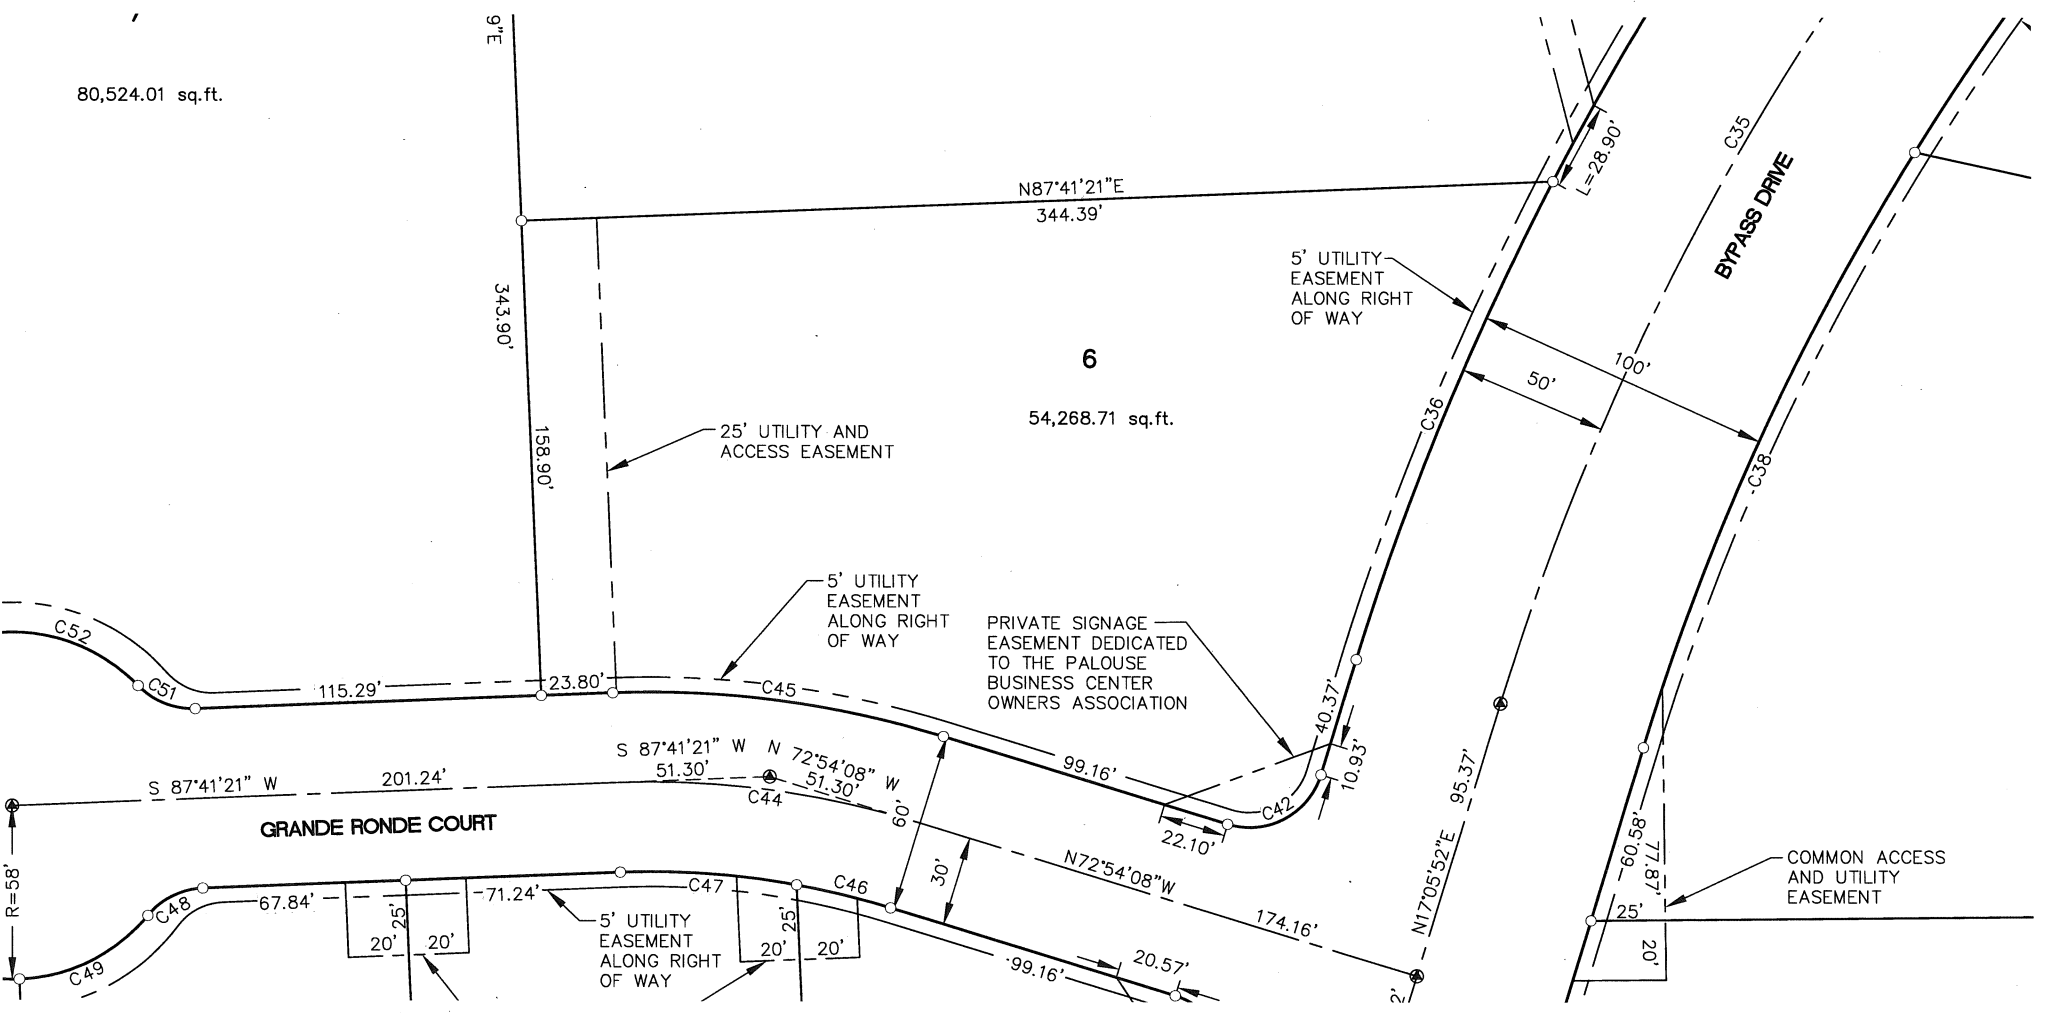 9"E
80,524.01 sq.ft.
N87°41'21"E
344.39'
L=28.90'
C35
BYPASS DRIVE
5' UTILITY
EASEMENT
ALONG RIGHT
OF WAY
343.90'
158.90'
6
54,268.71 sq.ft.
100'
50'
C36
C38
25' UTILITY AND
ACCESS EASEMENT
5' UTILITY
EASEMENT
ALONG RIGHT
OF WAY
PRIVATE SIGNAGE
EASEMENT DEDICATED
TO THE PALOUSE
BUSINESS CENTER
OWNERS ASSOCIATION
C52
C51
115.29'
23.80'
C45
40.37'
10.93'
99.16'
C42
22.10'
S 87°41'21" W
51.30'
N 72°54'08" W
51.30'
S 87°41'21" W
201.24'
C44
GRANDE RONDE COURT
60'
30'
N72°54'08"W
174.16'
95.37'
N17°05'52"E
60.58'
77.87'
COMMON ACCESS
AND UTILITY
EASEMENT
25'
20'
R=58'
C48
C49
67.84'
71.24'
C47
C46
25'
20'
20'
5' UTILITY
EASEMENT
ALONG RIGHT
OF WAY
25'
20'
20'
99.16'
20.57'
2'